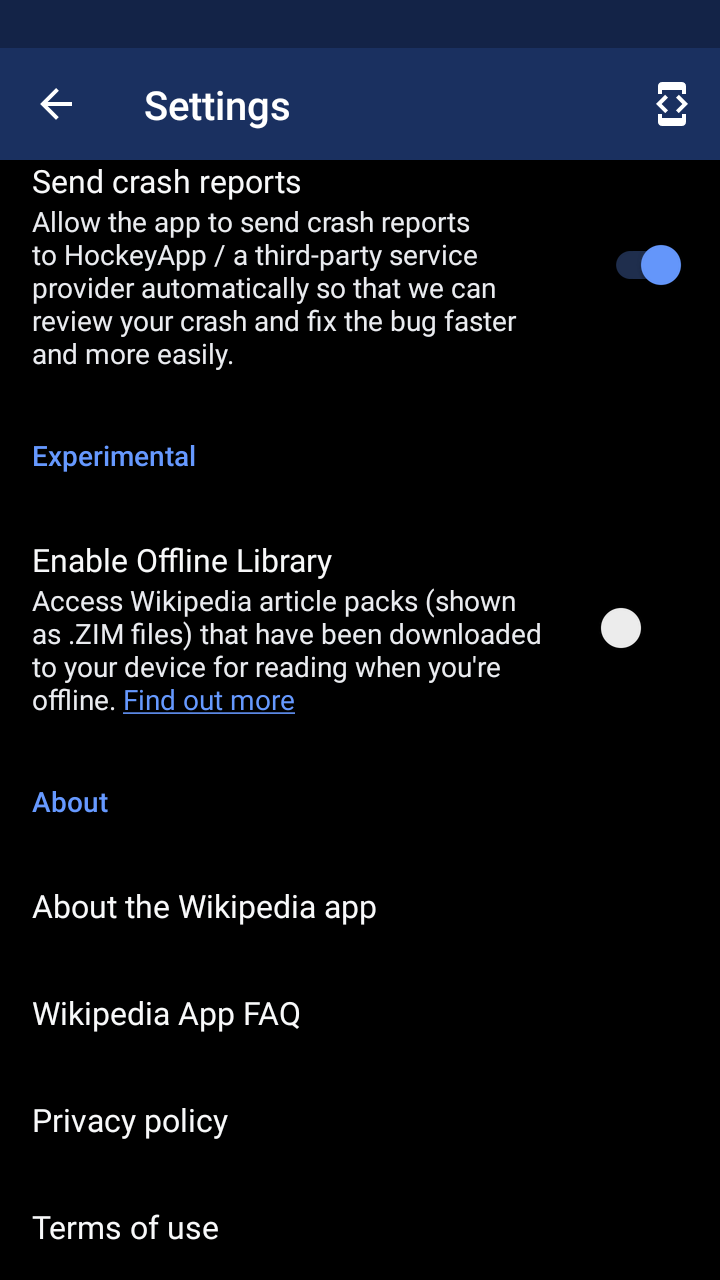 Settings
Send crash reports
Allow the app to send crash reports
to HockeyApp / a third-party service
provider automatically so that we can
review your crash and fix the bug faster
and more easily.
Experimental
Enable Offline Library
Access Wikipedia article packs (shown
as .ZIM files) that have been downloaded
to your device for reading when you're
offline. Find out more
About
About the Wikipedia app
Wikipedia App FAQ
Privacy policy
Terms of use